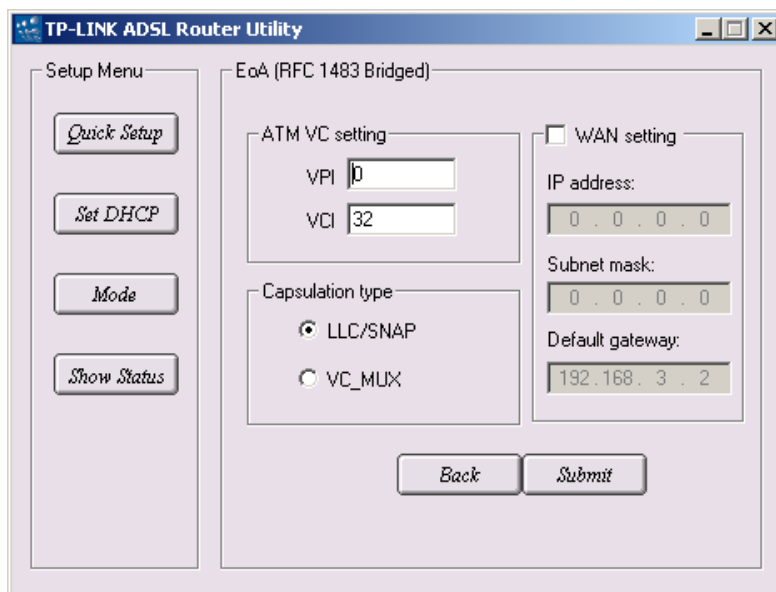 TP-LINK ADSL Router Utility
Setup Menu
Quick Setup
Set DHCP
Mode
Show Status
EoA (RFC 1483 Bridged)
ATM VC setting
VPI 0
VCI 32
Capsulation type
LLC/SNAP
VC_MUX
WAN setting
IP address:
0 . 0 . 0 . 0
Subnet mask:
0 . 0 . 0 . 0
Default gateway:
192.168. 3 . 2
Back
Submit